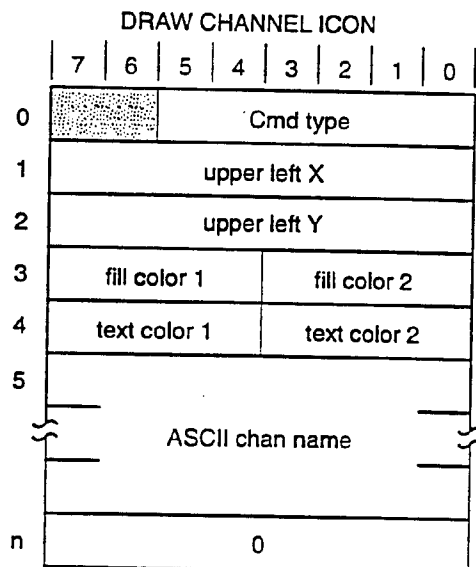 DRAW CHANNEL ICON
7 6 5 4 3 2 1 0
0 Cmd type
1 upper left X
2 upper left Y
3 fill color 1 fill color 2
4 text color 1 text color 2
5
ASCII chan name
n 0